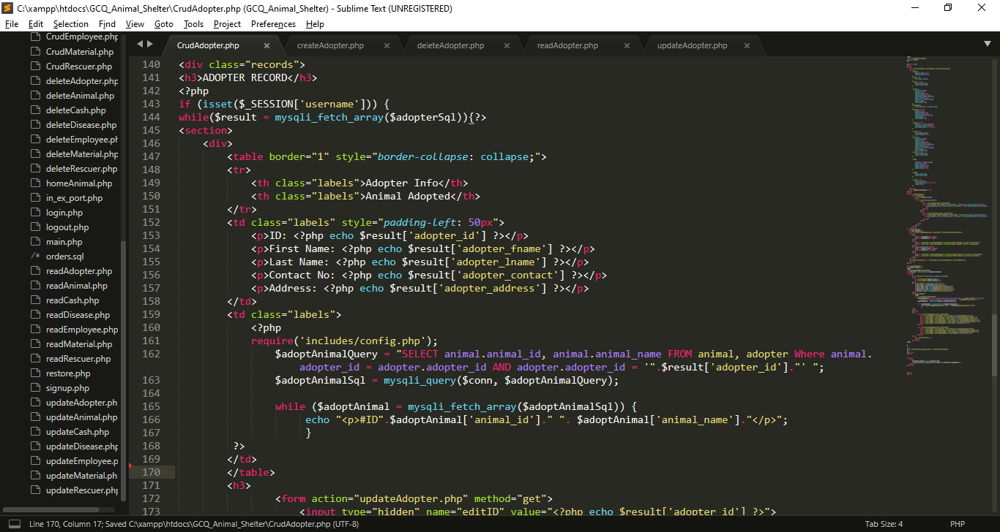 C:\xampp\htdocs\GCQ_Animal_Shelter\CrudAdopter.php (GCQ_Animal_Shelter) - Sublime Text (UNREGISTERED)
File Edit Selection Find View Goto Tools Project Preferences Help
CrudEmployee.php
CrudMaterial.php
CrudRescuer.php
deleteAdopter.php
deleteAnimal.php
deleteCash.php
deleteDisease.php
deleteEmployee.ph
deleteMaterial.php
deleteRescuer.php
homeAnimal.php
in_ex_port.php
login.php
logout.php
main.php
/* orders.sql
readAdopter.php
readAnimal.php
readCash.php
readDisease.php
readEmployee.php
readMaterial.php
readRescuer.php
restore.php
signup.php
updateAdopter.ph
updateAnimal.php
updateCash.php
updateDisease.php
updateEmployee.p
updateMaterial.ph
updateRescuer.php
CrudAdopter.php × createAdopter.php × deleteAdopter.php × readAdopter.php × updateAdopter.php ×
140 <div class="records">
141 <h3>ADOPTER RECORD</h3>
142 <?php
143 if (isset($_SESSION['username'])) {
144 while($result = mysqli_fetch_array($adopterSql)){?>
145 <section>
146 <div>
147 <table border="1" style="border-collapse: collapse;">
148 <tr>
149 <th class="labels">Adopter Info</th>
150 <th class="labels">Animal Adopted</th>
151 </tr>
152 <td class="labels" style="padding-left: 50px">
153 <p>ID: <?php echo $result['adopter_id'] ?></p>
154 <p>First Name: <?php echo $result['adopter_fname'] ?></p>
155 <p>Last Name: <?php echo $result['adopter_lname'] ?></p>
156 <p>Contact No: <?php echo $result['adopter_contact'] ?></p>
157 <p>Address: <?php echo $result['adopter_address'] ?></p>
158 </td>
159 <td class="labels">
160 <?php
161 require('includes/config.php');
162 $adoptAnimalQuery = "SELECT animal.animal_id, animal.animal_name FROM animal, adopter Where animal.
adopter_id = adopter.adopter_id AND adopter.adopter_id = '".$result['adopter_id']."' ";
163 $adoptAnimalSql = mysqli_query($conn, $adoptAnimalQuery);
164
165 while ($adoptAnimal = mysqli_fetch_array($adoptAnimalSql)) {
166 echo "<p>#ID".$adoptAnimal['animal_id']." ". $adoptAnimal['animal_name']."</p>";
167 }
168 ?>
169 </td>
170 </table>
171 <h3>
172 <form action="updateAdopter.php" method="get">
173 <input type="hidden" name="editID" value="<?php echo $result['adopter_id'] ?>">
Line 170, Column 17; Saved C:\xampp\htdocs\GCQ_Animal_Shelter\CrudAdopter.php (UTF-8) Tab Size: 4 PHP